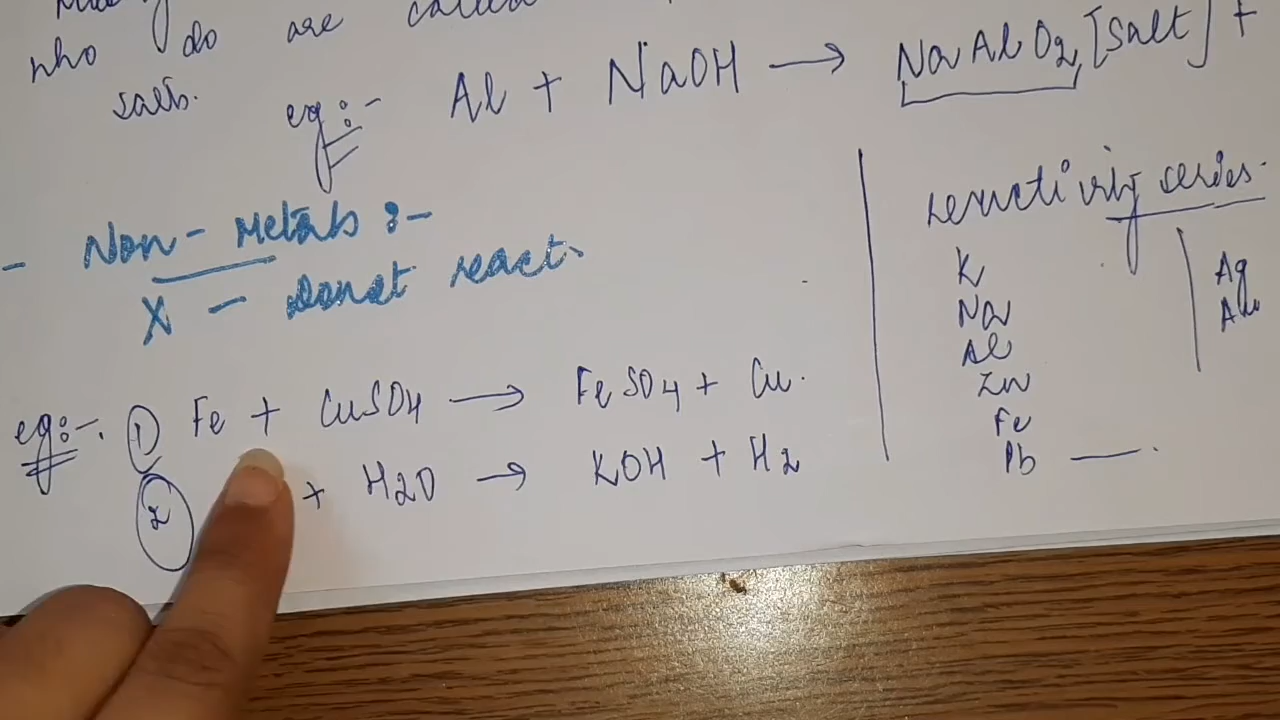 who do are called
salts.
eg:- Al + NaOH → NaAlO2 [salt] +
- Non-Metals :-
X - Donot react.
eg:-. 1 Fe + CuSO4 → FeSO4 + Cu.
2 + H2O → KOH + H2
reactivity series.
K
Na
Al
Zn
Fe
Pb —.
Ag
Au